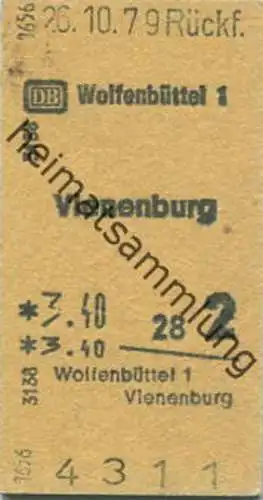 1656 26.10.79 Rückf.
DB Wolfenbüttel 1
Vienenburg
*3.40 28 2
*3.40
Wolfenbüttel 1
3138 Vienenburg
1656 4311
heimatsammlung